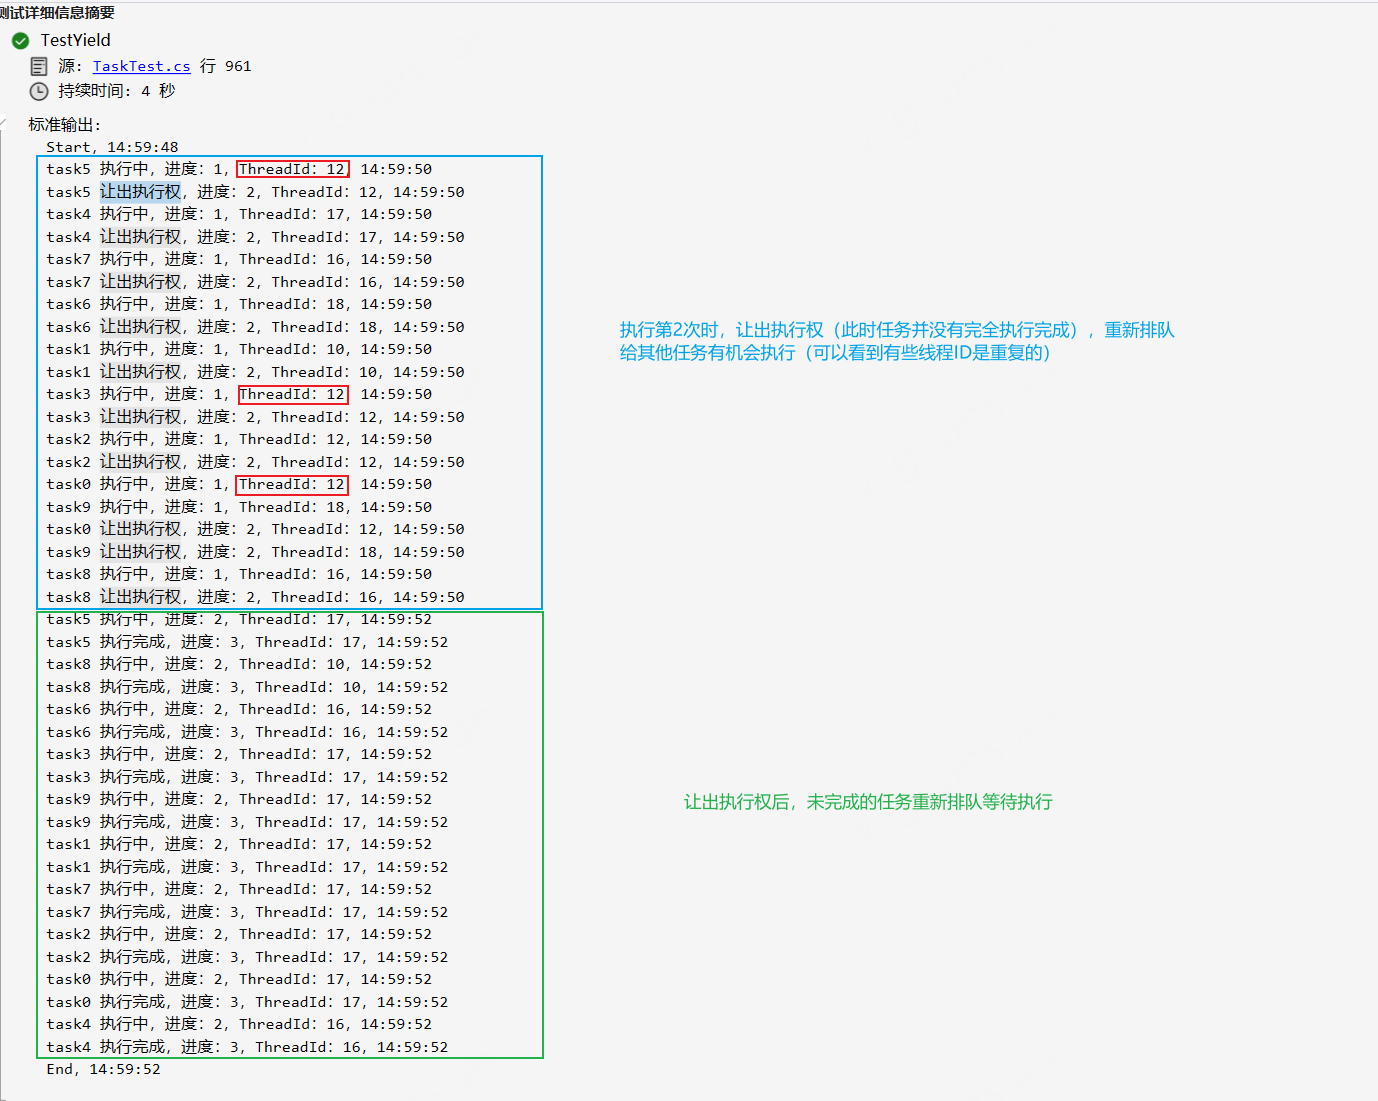 测试详细信息摘要
TestYield
源: TaskTest.cs 行 961
持续时间: 4 秒
标准输出:
Start, 14:59:48
task5 执行中, 进度: 1, ThreadId: 12, 14:59:50
task5 让出执行权, 进度: 2, ThreadId: 12, 14:59:50
task4 执行中, 进度: 1, ThreadId: 17, 14:59:50
task4 让出执行权, 进度: 2, ThreadId: 17, 14:59:50
task7 执行中, 进度: 1, ThreadId: 16, 14:59:50
task7 让出执行权, 进度: 2, ThreadId: 16, 14:59:50
task6 执行中, 进度: 1, ThreadId: 18, 14:59:50
task6 让出执行权, 进度: 2, ThreadId: 18, 14:59:50
执行第2次时，让出执行权（此时任务并没有完全执行完成），重新排队
给其他任务有机会执行（可以看到有些线程ID是重复的）
task1 执行中, 进度: 1, ThreadId: 10, 14:59:50
task1 让出执行权, 进度: 2, ThreadId: 10, 14:59:50
task3 执行中, 进度: 1, ThreadId: 12, 14:59:50
task3 让出执行权, 进度: 2, ThreadId: 12, 14:59:50
task2 执行中, 进度: 1, ThreadId: 12, 14:59:50
task2 让出执行权, 进度: 2, ThreadId: 12, 14:59:50
task0 执行中, 进度: 1, ThreadId: 12, 14:59:50
task9 执行中, 进度: 1, ThreadId: 18, 14:59:50
task0 让出执行权, 进度: 2, ThreadId: 12, 14:59:50
task9 让出执行权, 进度: 2, ThreadId: 18, 14:59:50
task8 执行中, 进度: 1, ThreadId: 16, 14:59:50
task8 让出执行权, 进度: 2, ThreadId: 16, 14:59:50
task5 执行中, 进度: 2, ThreadId: 17, 14:59:52
task5 执行完成, 进度: 3, ThreadId: 17, 14:59:52
task8 执行中, 进度: 2, ThreadId: 10, 14:59:52
task8 执行完成, 进度: 3, ThreadId: 10, 14:59:52
task6 执行中, 进度: 2, ThreadId: 16, 14:59:52
task6 执行完成, 进度: 3, ThreadId: 16, 14:59:52
task3 执行中, 进度: 2, ThreadId: 17, 14:59:52
task3 执行完成, 进度: 3, ThreadId: 17, 14:59:52
task9 执行中, 进度: 2, ThreadId: 17, 14:59:52
让出执行权后，未完成的任务重新排队等待执行
task9 执行完成, 进度: 3, ThreadId: 17, 14:59:52
task1 执行中, 进度: 2, ThreadId: 17, 14:59:52
task1 执行完成, 进度: 3, ThreadId: 17, 14:59:52
task7 执行中, 进度: 2, ThreadId: 17, 14:59:52
task7 执行完成, 进度: 3, ThreadId: 17, 14:59:52
task2 执行中, 进度: 2, ThreadId: 17, 14:59:52
task2 执行完成, 进度: 3, ThreadId: 17, 14:59:52
task0 执行中, 进度: 2, ThreadId: 17, 14:59:52
task0 执行完成, 进度: 3, ThreadId: 17, 14:59:52
task4 执行中, 进度: 2, ThreadId: 16, 14:59:52
task4 执行完成, 进度: 3, ThreadId: 16, 14:59:52
End, 14:59:52